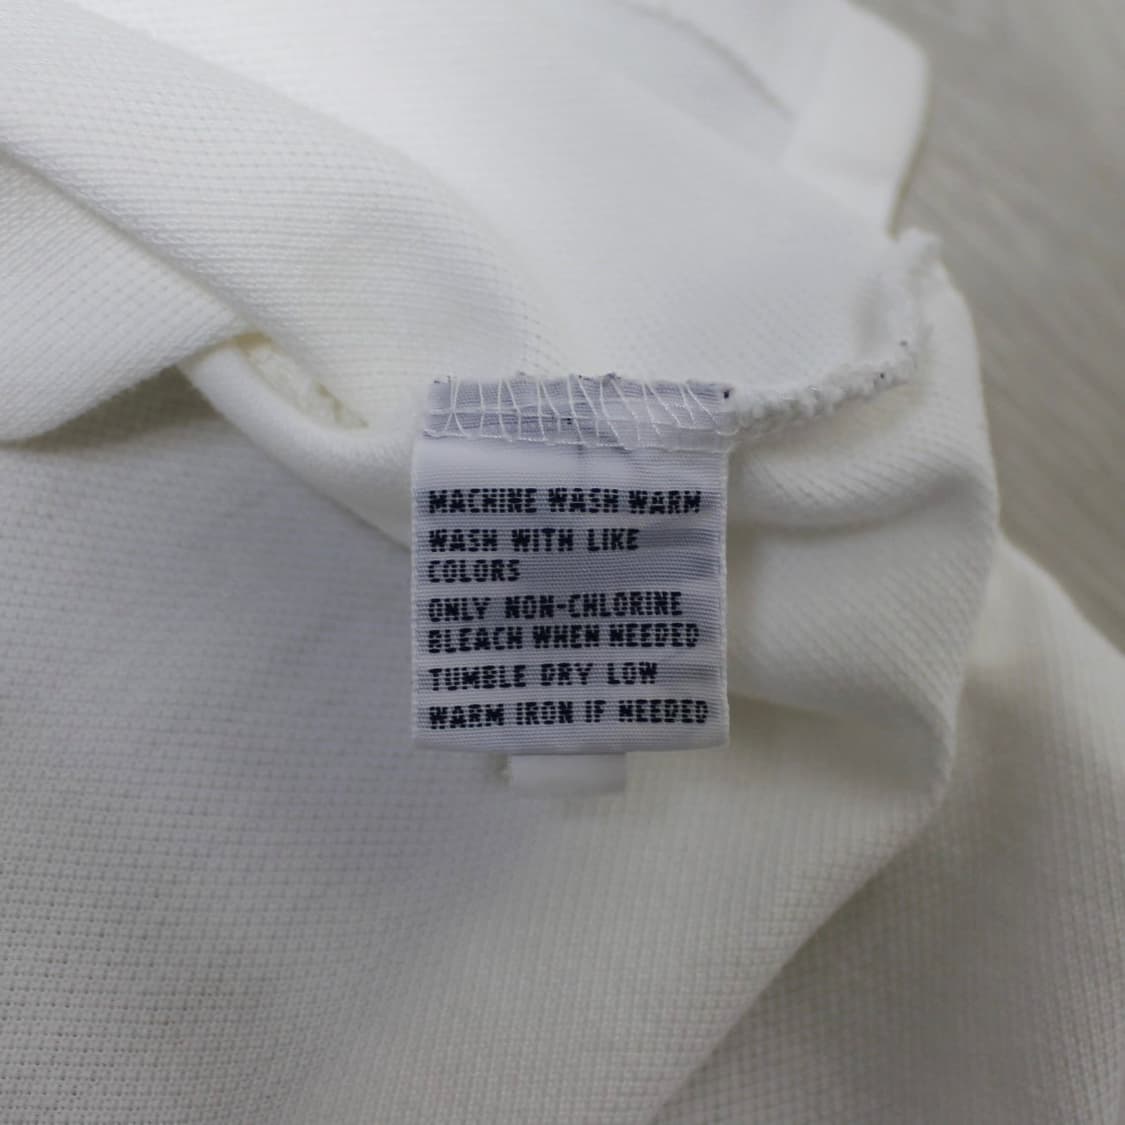 MACHINE WASH WARM
WASH WITH LIKE
COLORS
ONLY NON-CHLORINE
BLEACH WHEN NEEDED
TUMBLE DRY LOW
WARM IRON IF NEEDED